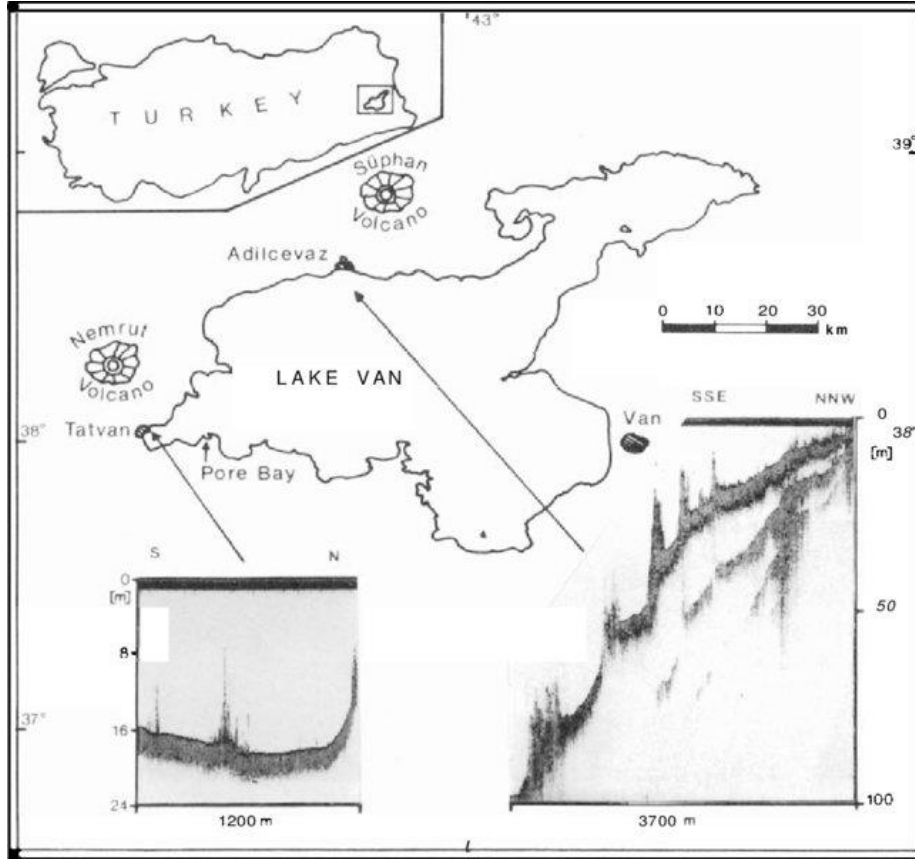 43°
TURKEY
39°
Süphan
Volcano
Adilcevaz
0 10 20 30
km
Nemrut
Volcano
LAKE VAN
SSE NNW
Van
0
38°
[m]
Tatvan
38°
Pore Bay
S N
0
[m]
8
50
37°
16
24
100
1200 m
3700 m